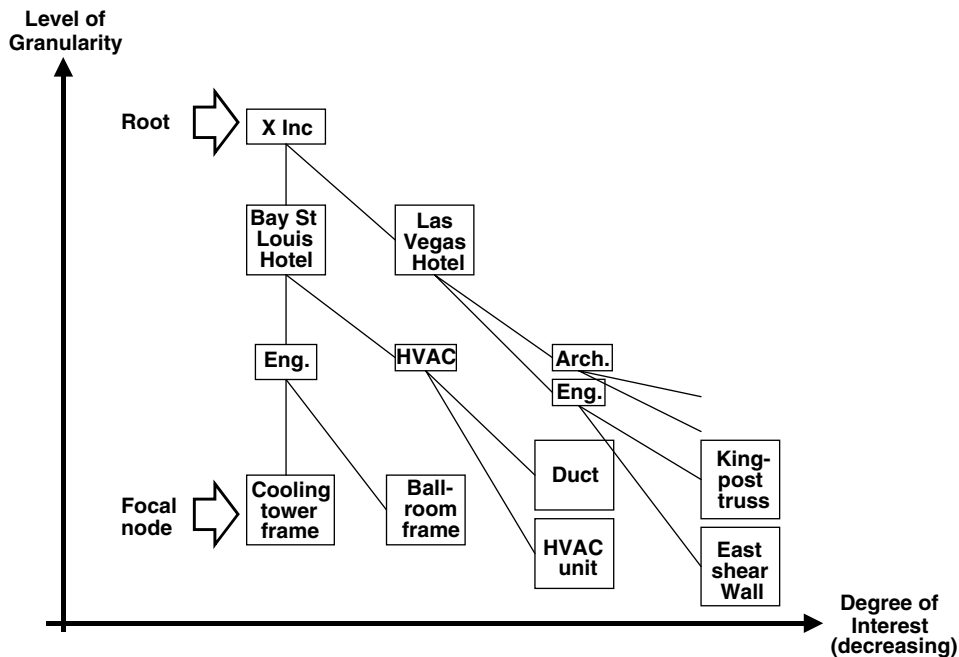 Level of
Granularity
Root
X Inc
Bay St
Louis
Hotel
Las
Vegas
Hotel
Eng.
HVAC
Arch.
Eng.
Focal
node
Cooling
tower
frame
Ball-
room
frame
Duct
HVAC
unit
King-
post
truss
East
shear
Wall
Degree of
Interest
(decreasing)